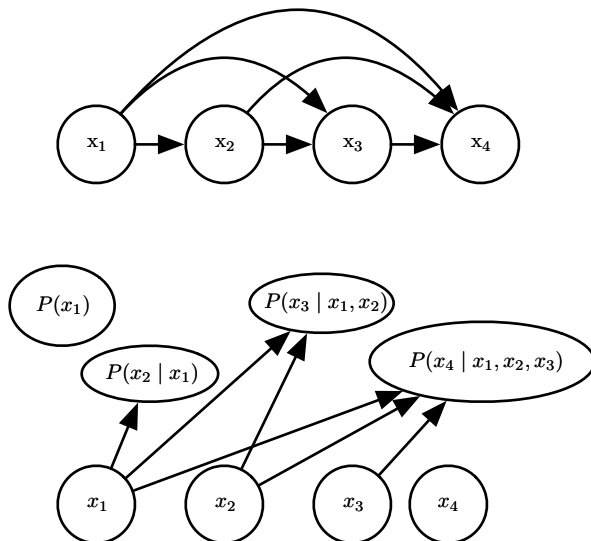 x₁ x₂ x₃ x₄
P(x₁)
P(x₃ | x₁, x₂)
P(x₂ | x₁)
P(x₄ | x₁, x₂, x₃)
x₁ x₂ x₃ x₄